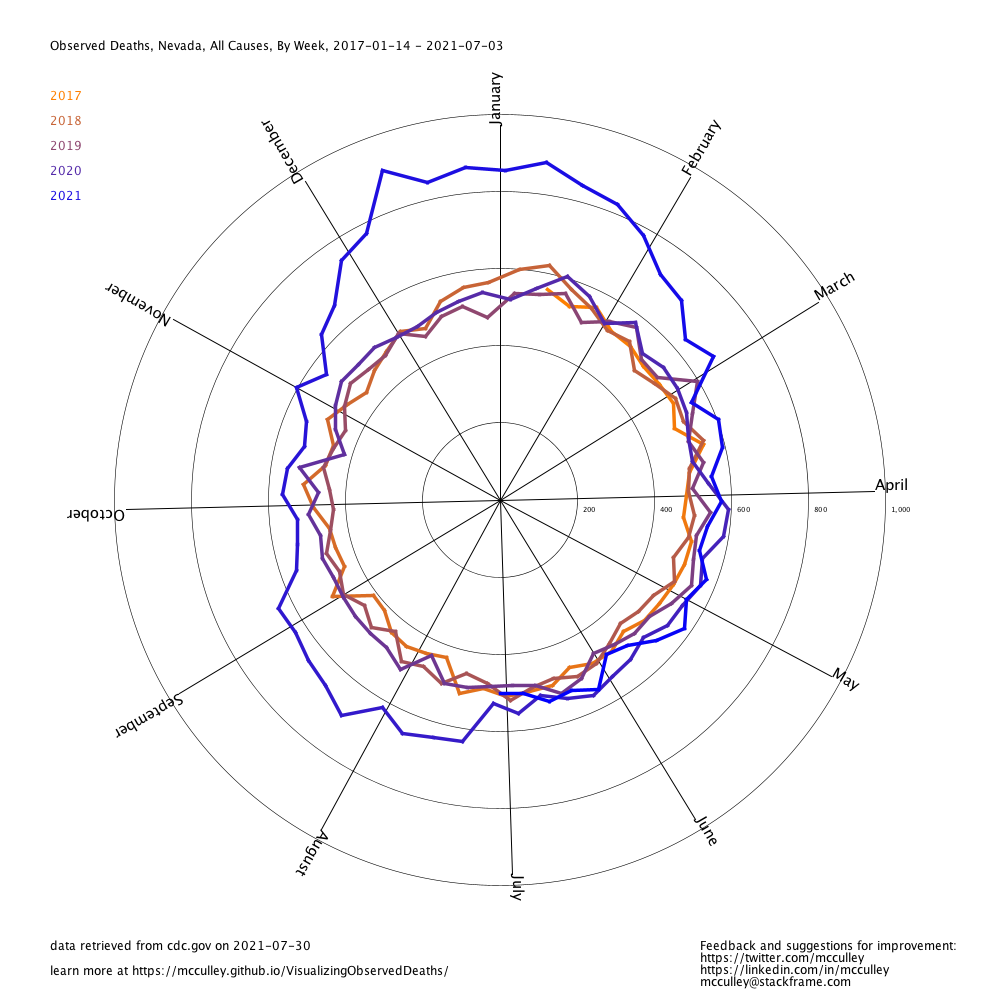 Observed Deaths, Nevada, All Causes, By Week, 2017-01-14 - 2021-07-03
2017
2018
2019
2020
2021
January
February
March
April
May
June
July
August
September
October
November
December
200
400
600
800
1,000
data retrieved from cdc.gov on 2021-07-30
learn more at https://mcculley.github.io/VisualizingObservedDeaths/
Feedback and suggestions for improvement:
https://twitter.com/mcculley
https://linkedin.com/in/mcculley
mcculley@stackframe.com